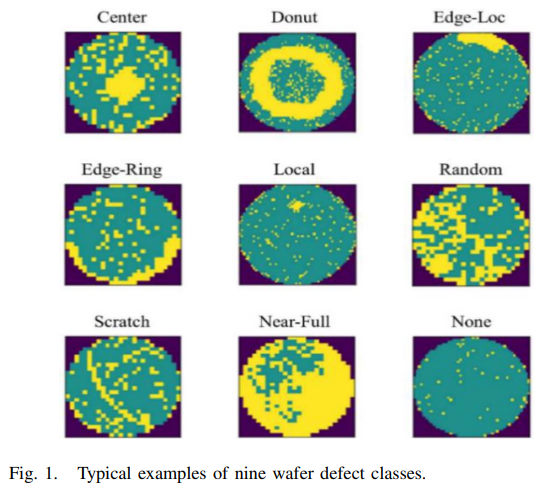 Center Donut Edge-Loc
Edge-Ring Local Random
Scratch Near-Full None
Fig. 1. Typical examples of nine wafer defect classes.